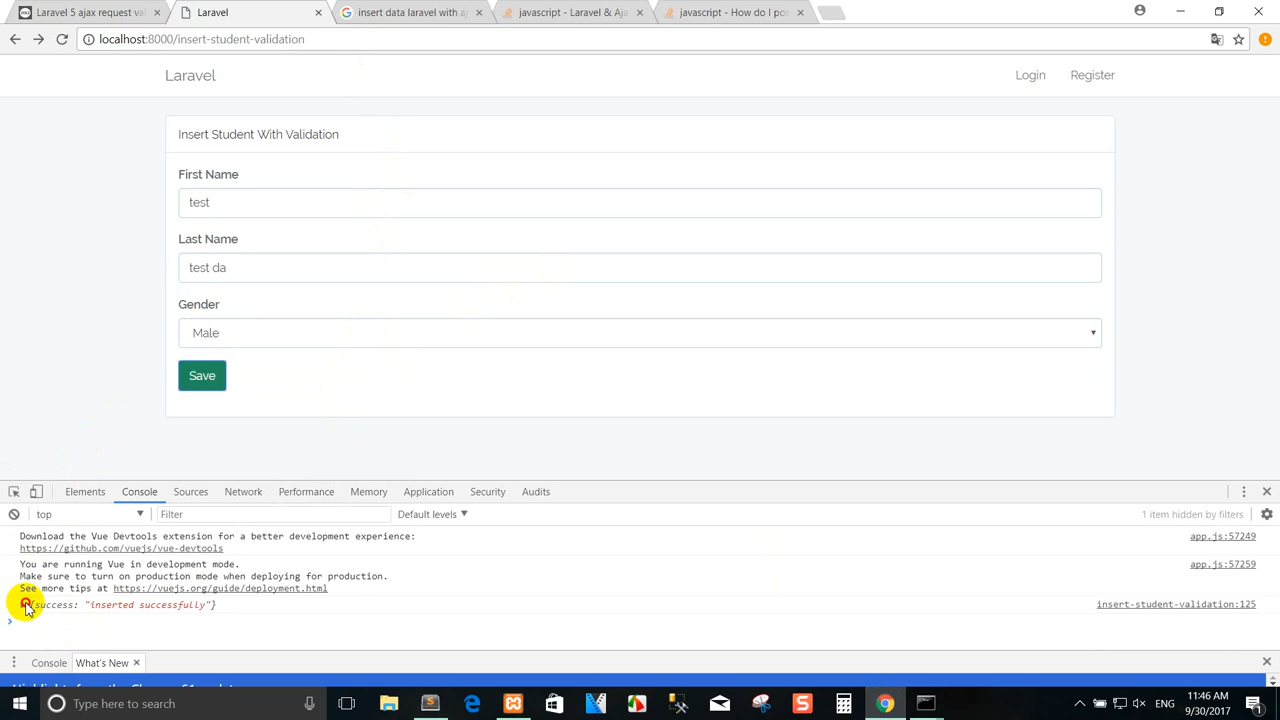 Laravel 5 ajax request va
Laravel
insert data laravel with aj
javascript - Laravel & Aja
javascript - How do I pos
localhost:8000/insert-student-validation
Laravel
Login
Register
Insert Student With Validation
First Name
test
Last Name
test da
Gender
Male
Save
Elements
Console
Sources
Network
Performance
Memory
Application
Security
Audits
top
Filter
Default levels
1 item hidden by filters
Download the Vue Devtools extension for a better development experience:
app.js:57249
https://github.com/vuejs/vue-devtools
You are running Vue in development mode.
app.js:57259
Make sure to turn on production mode when deploying for production.
See more tips at https://vuejs.org/guide/deployment.html
{success: "inserted successfully"}
insert-student-validation:125
Console
What's New
Type here to search
ENG
11:46 AM
9/30/2017